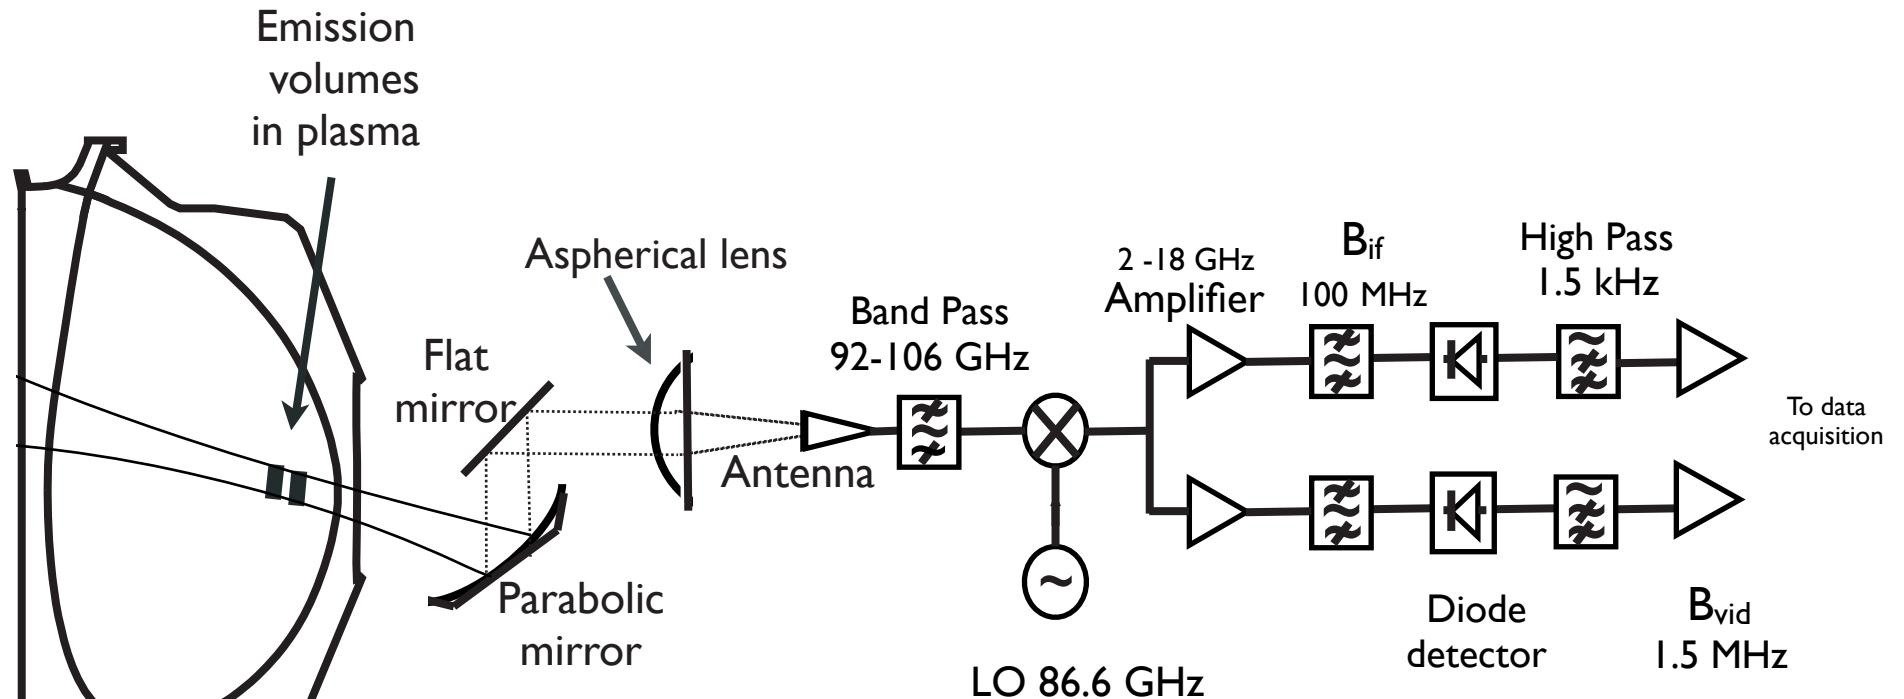 Emission
volumes
in plasma
Aspherical lens
Flat
mirror
Parabolic
mirror
Antenna
Band Pass
92-106 GHz
LO 86.6 GHz
2 -18 GHz
Amplifier
Bif
100 MHz
High Pass
1.5 kHz
To data
acquisition
Diode
detector
Bvid
1.5 MHz